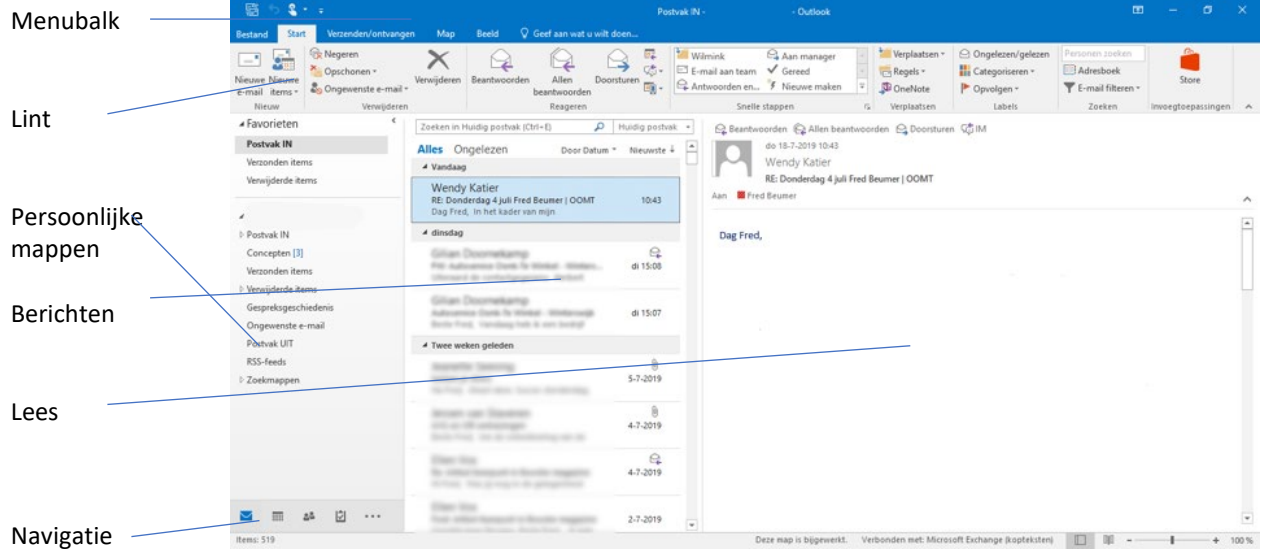 Menubalk
Lint
Persoonlijke
mappen
Berichten
Lees
Navigatie
Postvak IN - - Outlook
Bestand Start Verzenden/ontvangen Map Beeld Geef aan wat u wilt doen...
Nieuwe e-mail
Nieuwe items
Nieuw
Negeren
Opschonen
Ongewenste e-mail
Verwijderen
Verwijderen
Beantwoorden
Allen beantwoorden
Doorsturen
Reageren
Wilmink
E-mail aan team
Antwoorden en...
Aan manager
Gereed
Nieuwe maken
Snelle stappen
Verplaatsen
Regels
OneNote
Verplaatsen
Ongelezen/gelezen
Categoriseren
Opvolgen
Labels
Personen zoeken
Adresboek
E-mail filteren
Zoeken
Store
Invoegtoepassingen
Favorieten
Postvak IN
Verzonden items
Verwijderde items
Postvak IN
Concepten [3]
Verzonden items
Verwijderde items
Gespreksgeschiedenis
Ongewenste e-mail
Postvak UIT
RSS-feeds
Zoekmappen
Zoeken in Huidig postvak (Ctrl+E) Huidig postvak
Alles Ongelezen Door Datum Nieuwste ↓
Vandaag
Wendy Katier
RE: Donderdag 4 juli Fred Beumer | OOMT 10:43
Dag Fred, In het kader van mijn
dinsdag
di 15:08
di 15:07
Twee weken geleden
5-7-2019
4-7-2019
4-7-2019
2-7-2019
Beantwoorden Allen beantwoorden Doorsturen IM
do 18-7-2019 10:43
Wendy Katier
RE: Donderdag 4 juli Fred Beumer | OOMT
Aan Fred Beumer
Dag Fred,
Items: 519
Deze map is bijgewerkt. Verbonden met: Microsoft Exchange (kopteksten) - + 100 %